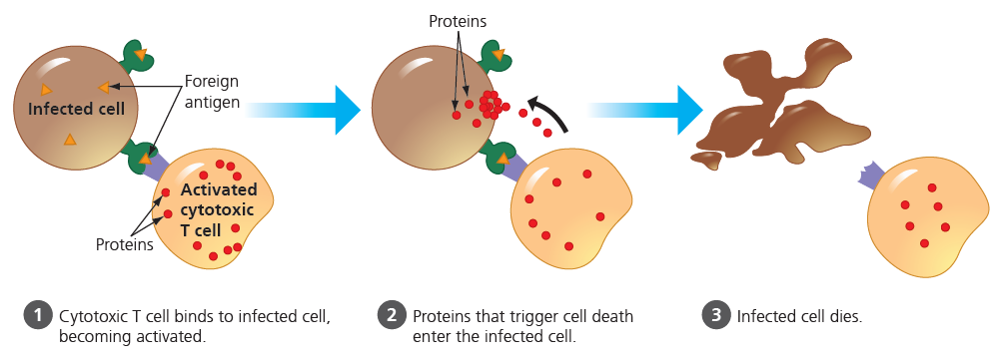 Proteins
Infected cell
Foreign
antigen
Activated
cytotoxic
T cell
Proteins
1 Cytotoxic T cell binds to infected cell,
becoming activated.
2 Proteins that trigger cell death
enter the infected cell.
3 Infected cell dies.